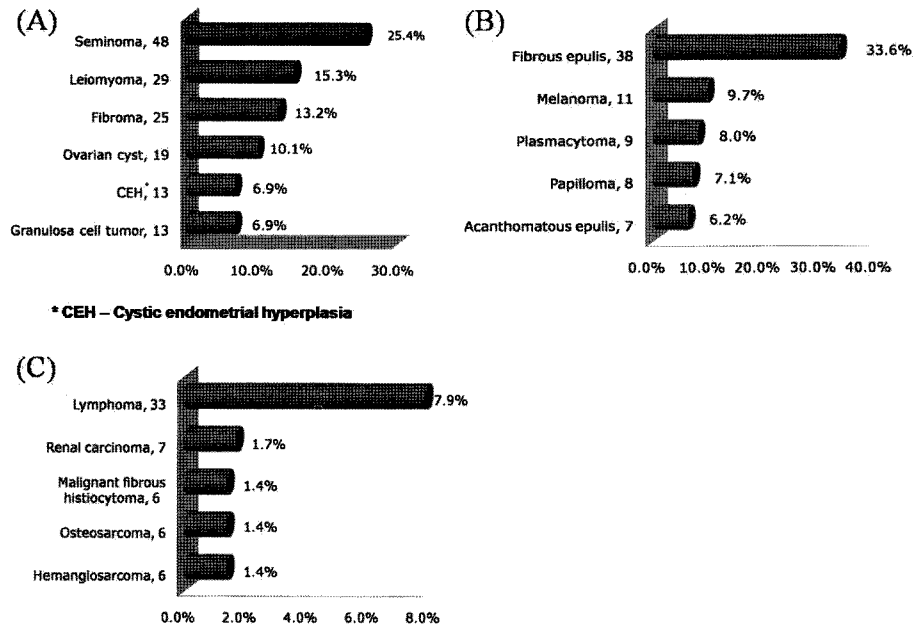 (A)
Seminoma, 48
25.4%
Leiomyoma, 29
15.3%
Fibroma, 25
13.2%
Ovarian cyst, 19
10.1%
CEH,* 13
6.9%
Granulosa cell tumor, 13
6.9%
0.0% 10.0% 20.0% 30.0%
* CEH – Cystic endometrial hyperplasia
(B)
Fibrous epulis, 38
33.6%
Melanoma, 11
9.7%
Plasmacytoma, 9
8.0%
Papilloma, 8
7.1%
Acanthomatous epulis, 7
6.2%
0.0% 10.0% 20.0% 30.0% 40.0%
(C)
Lymphoma, 33
7.9%
Renal carcinoma, 7
1.7%
Malignant fibrous
histiocytoma, 6
1.4%
Osteosarcoma, 6
1.4%
Hemangiosarcoma, 6
1.4%
0.0% 2.0% 4.0% 6.0% 8.0%